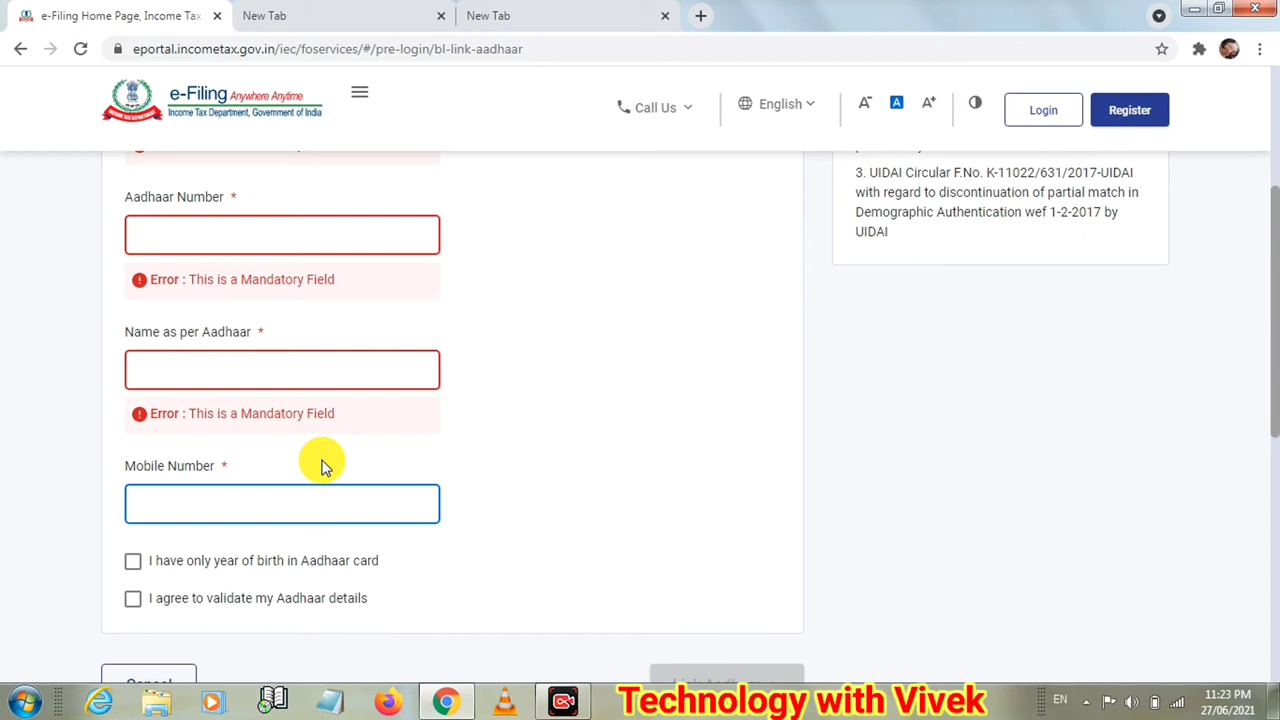 e-Filing Home Page, Income Tax
New Tab
New Tab
eportal.incometax.gov.in/iec/foservices/#/pre-login/bl-link-aadhaar
e-Filing Anywhere Anytime
Income Tax Department, Government of India
Call Us
English
A
A
A+
Login
Register
3. UIDAI Circular F.No. K-11022/631/2017-UIDAI
with regard to discontinuation of partial match in
Demographic Authentication wef 1-2-2017 by
UIDAI
Aadhaar Number *
Error : This is a Mandatory Field
Name as per Aadhaar *
Error : This is a Mandatory Field
Mobile Number *
I have only year of birth in Aadhaar card
I agree to validate my Aadhaar details
Cancel
Technology with Vivek
EN
11:23 PM
27/06/2021